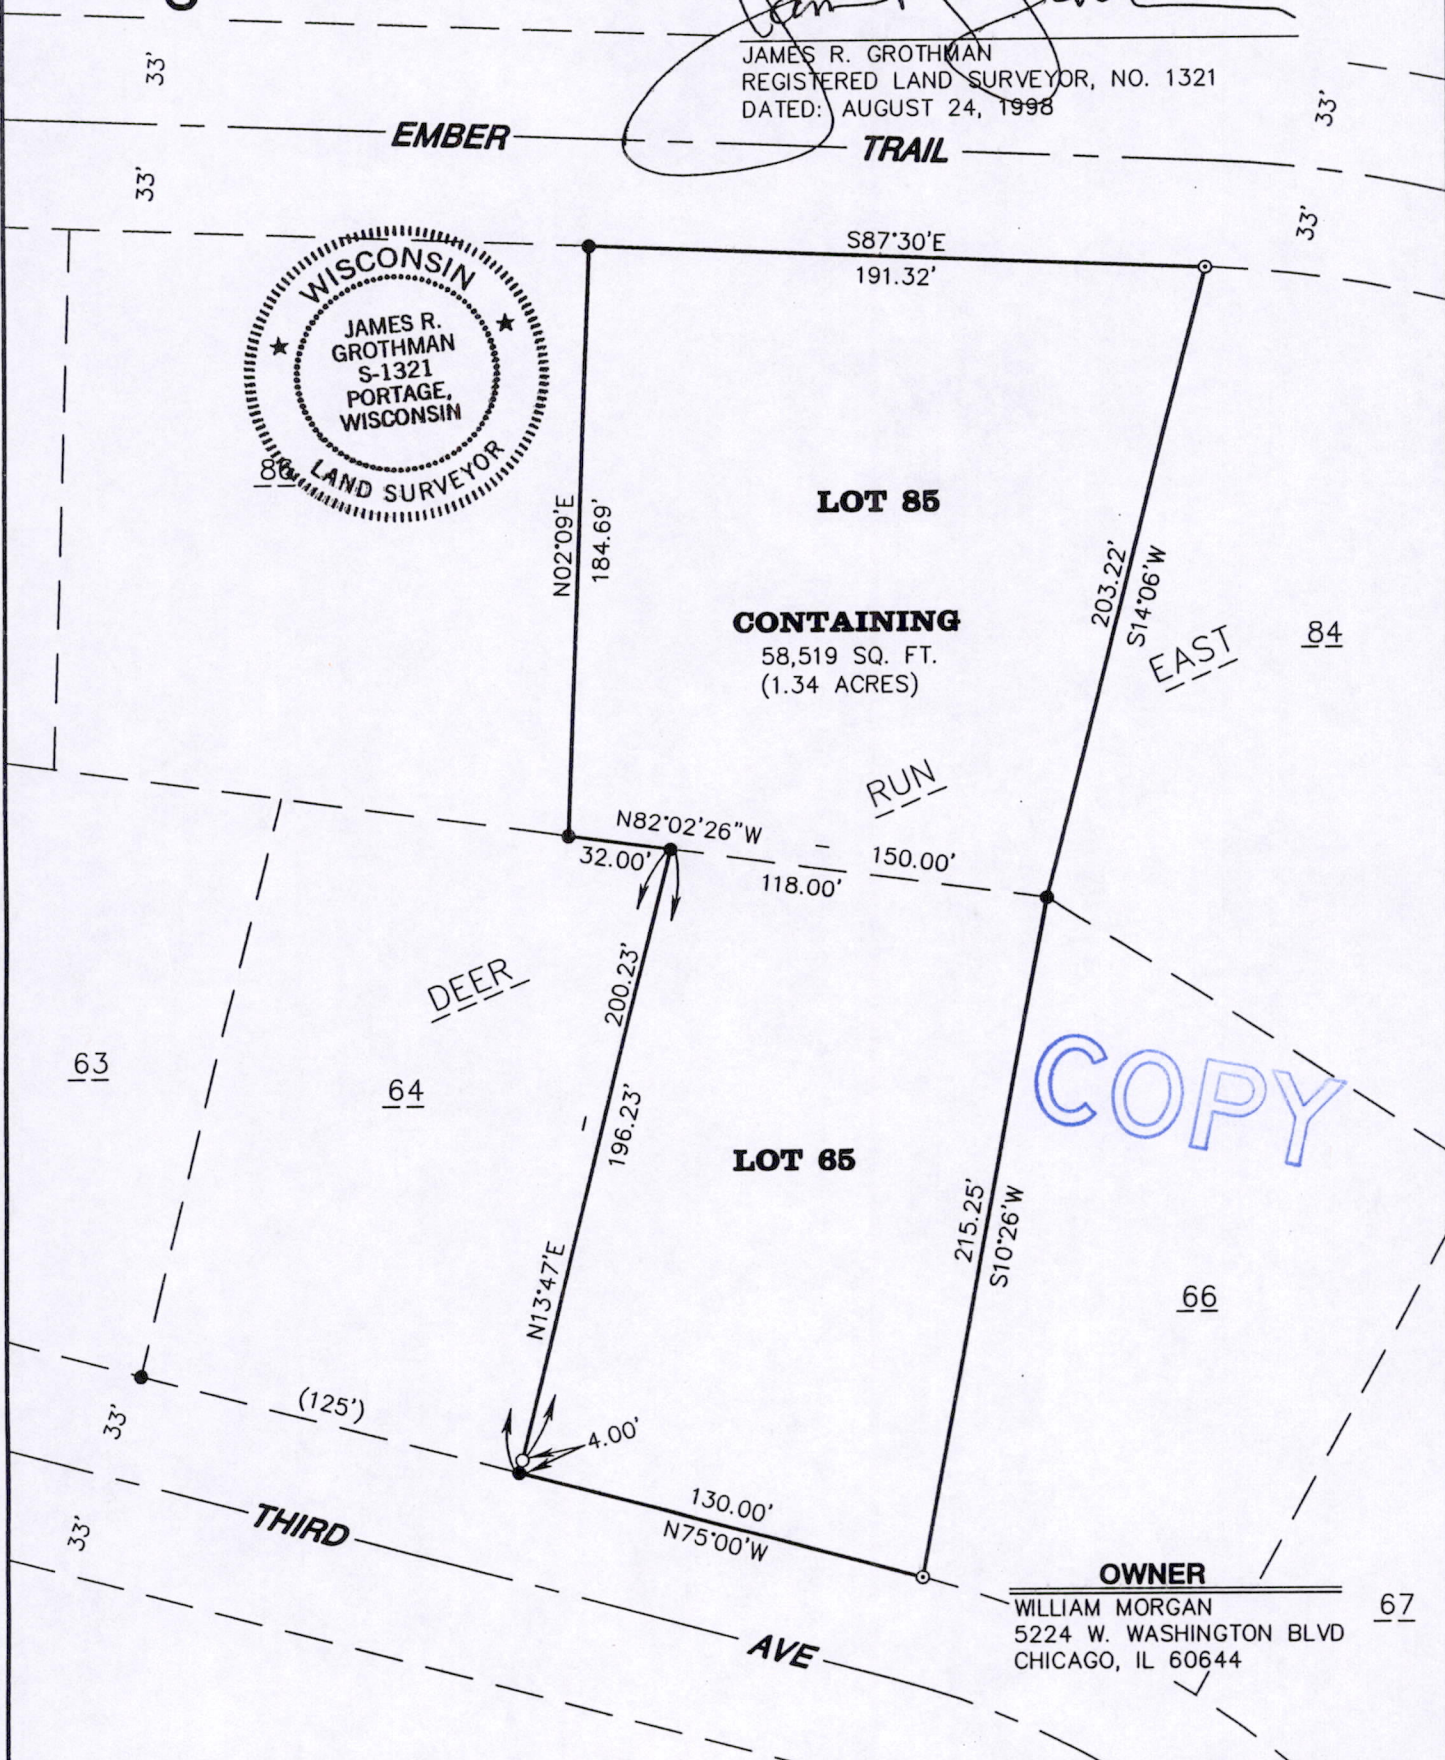 JAMES R. GROTHMAN
REGISTERED LAND SURVEYOR, NO. 1321
DATED: AUGUST 24, 1998
33'
33'
EMBER TRAIL
33'
33'
S87°30'E
191.32'
WISCONSIN
JAMES R.
GROTHMAN
S-1321
PORTAGE,
WISCONSIN
LAND SURVEYOR
86
LOT 85
N02°09'E
184.69'
203.22'
S14°06'W
CONTAINING
58,519 SQ. FT.
(1.34 ACRES)
EAST
84
RUN
N82°02'26"W
32.00'
150.00'
118.00'
DEER
200.23'
63
64
196.23'
COPY
LOT 65
N13°47'E
215.25'
S10°26'W
66
(125')
33'
4.00'
130.00'
N75°00'W
33'
THIRD AVE
OWNER
WILLIAM MORGAN
5224 W. WASHINGTON BLVD
CHICAGO, IL 60644
67